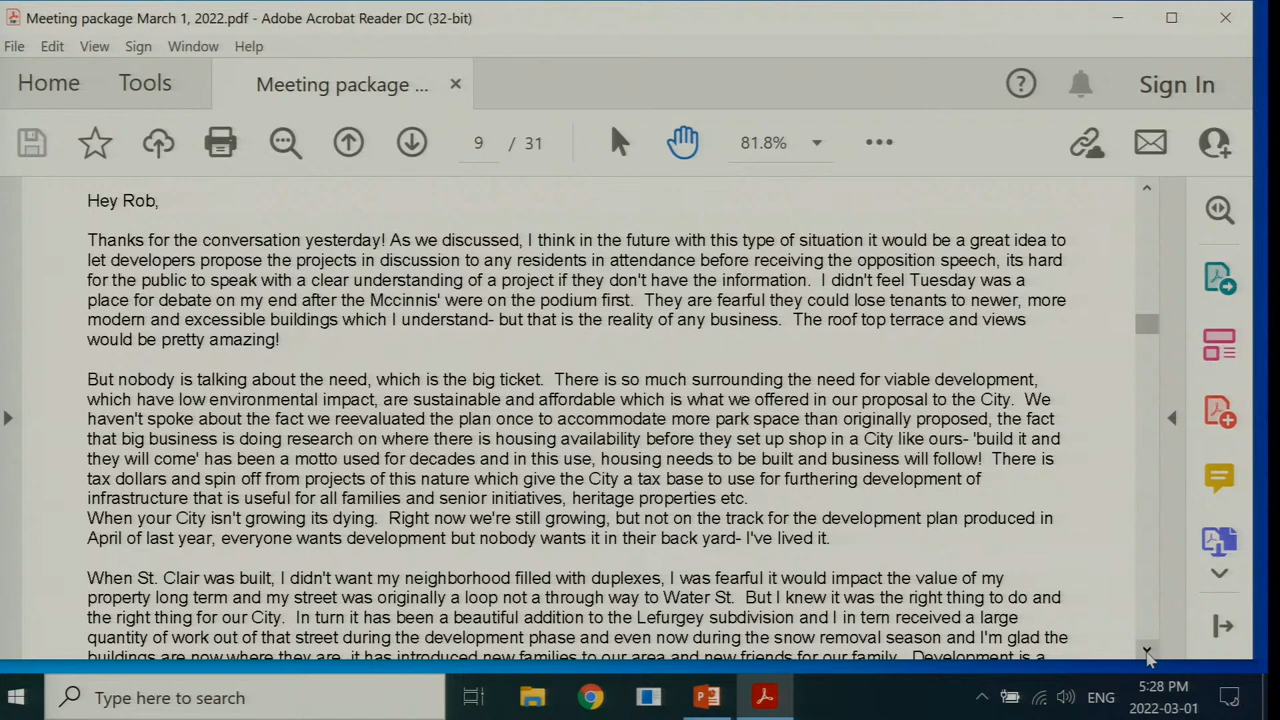 Meeting package March 1, 2022.pdf - Adobe Acrobat Reader DC (32-bit)
File Edit View Sign Window Help
Home Tools Meeting package ... Sign In
9 / 31 81.8%
Hey Rob,
Thanks for the conversation yesterday! As we discussed, I think in the future with this type of situation it would be a great idea to
let developers propose the projects in discussion to any residents in attendance before receiving the opposition speech, its hard
for the public to speak with a clear understanding of a project if they don't have the information. I didn't feel Tuesday was a
place for debate on my end after the Mccinnis' were on the podium first. They are fearful they could lose tenants to newer, more
modern and excessible buildings which I understand- but that is the reality of any business. The roof top terrace and views
would be pretty amazing!
But nobody is talking about the need, which is the big ticket. There is so much surrounding the need for viable development,
which have low environmental impact, are sustainable and affordable which is what we offered in our proposal to the City. We
haven't spoke about the fact we reevaluated the plan once to accommodate more park space than originally proposed, the fact
that big business is doing research on where there is housing availability before they set up shop in a City like ours- 'build it and
they will come' has been a motto used for decades and in this use, housing needs to be built and business will follow! There is
tax dollars and spin off from projects of this nature which give the City a tax base to use for furthering development of
infrastructure that is useful for all families and senior initiatives, heritage properties etc.
When your City isn't growing its dying. Right now we're still growing, but not on the track for the development plan produced in
April of last year, everyone wants development but nobody wants it in their back yard- I've lived it.
When St. Clair was built, I didn't want my neighborhood filled with duplexes, I was fearful it would impact the value of my
property long term and my street was originally a loop not a through way to Water St. But I knew it was the right thing to do and
the right thing for our City. In turn it has been a beautiful addition to the Lefurgey subdivision and I in tern received a large
quantity of work out of that street during the development phase and even now during the snow removal season and I'm glad the
buildings are now where they are, it has introduced new families to our area and new friends for our family. Development is a
Type here to search
ENG
5:28 PM
2022-03-01